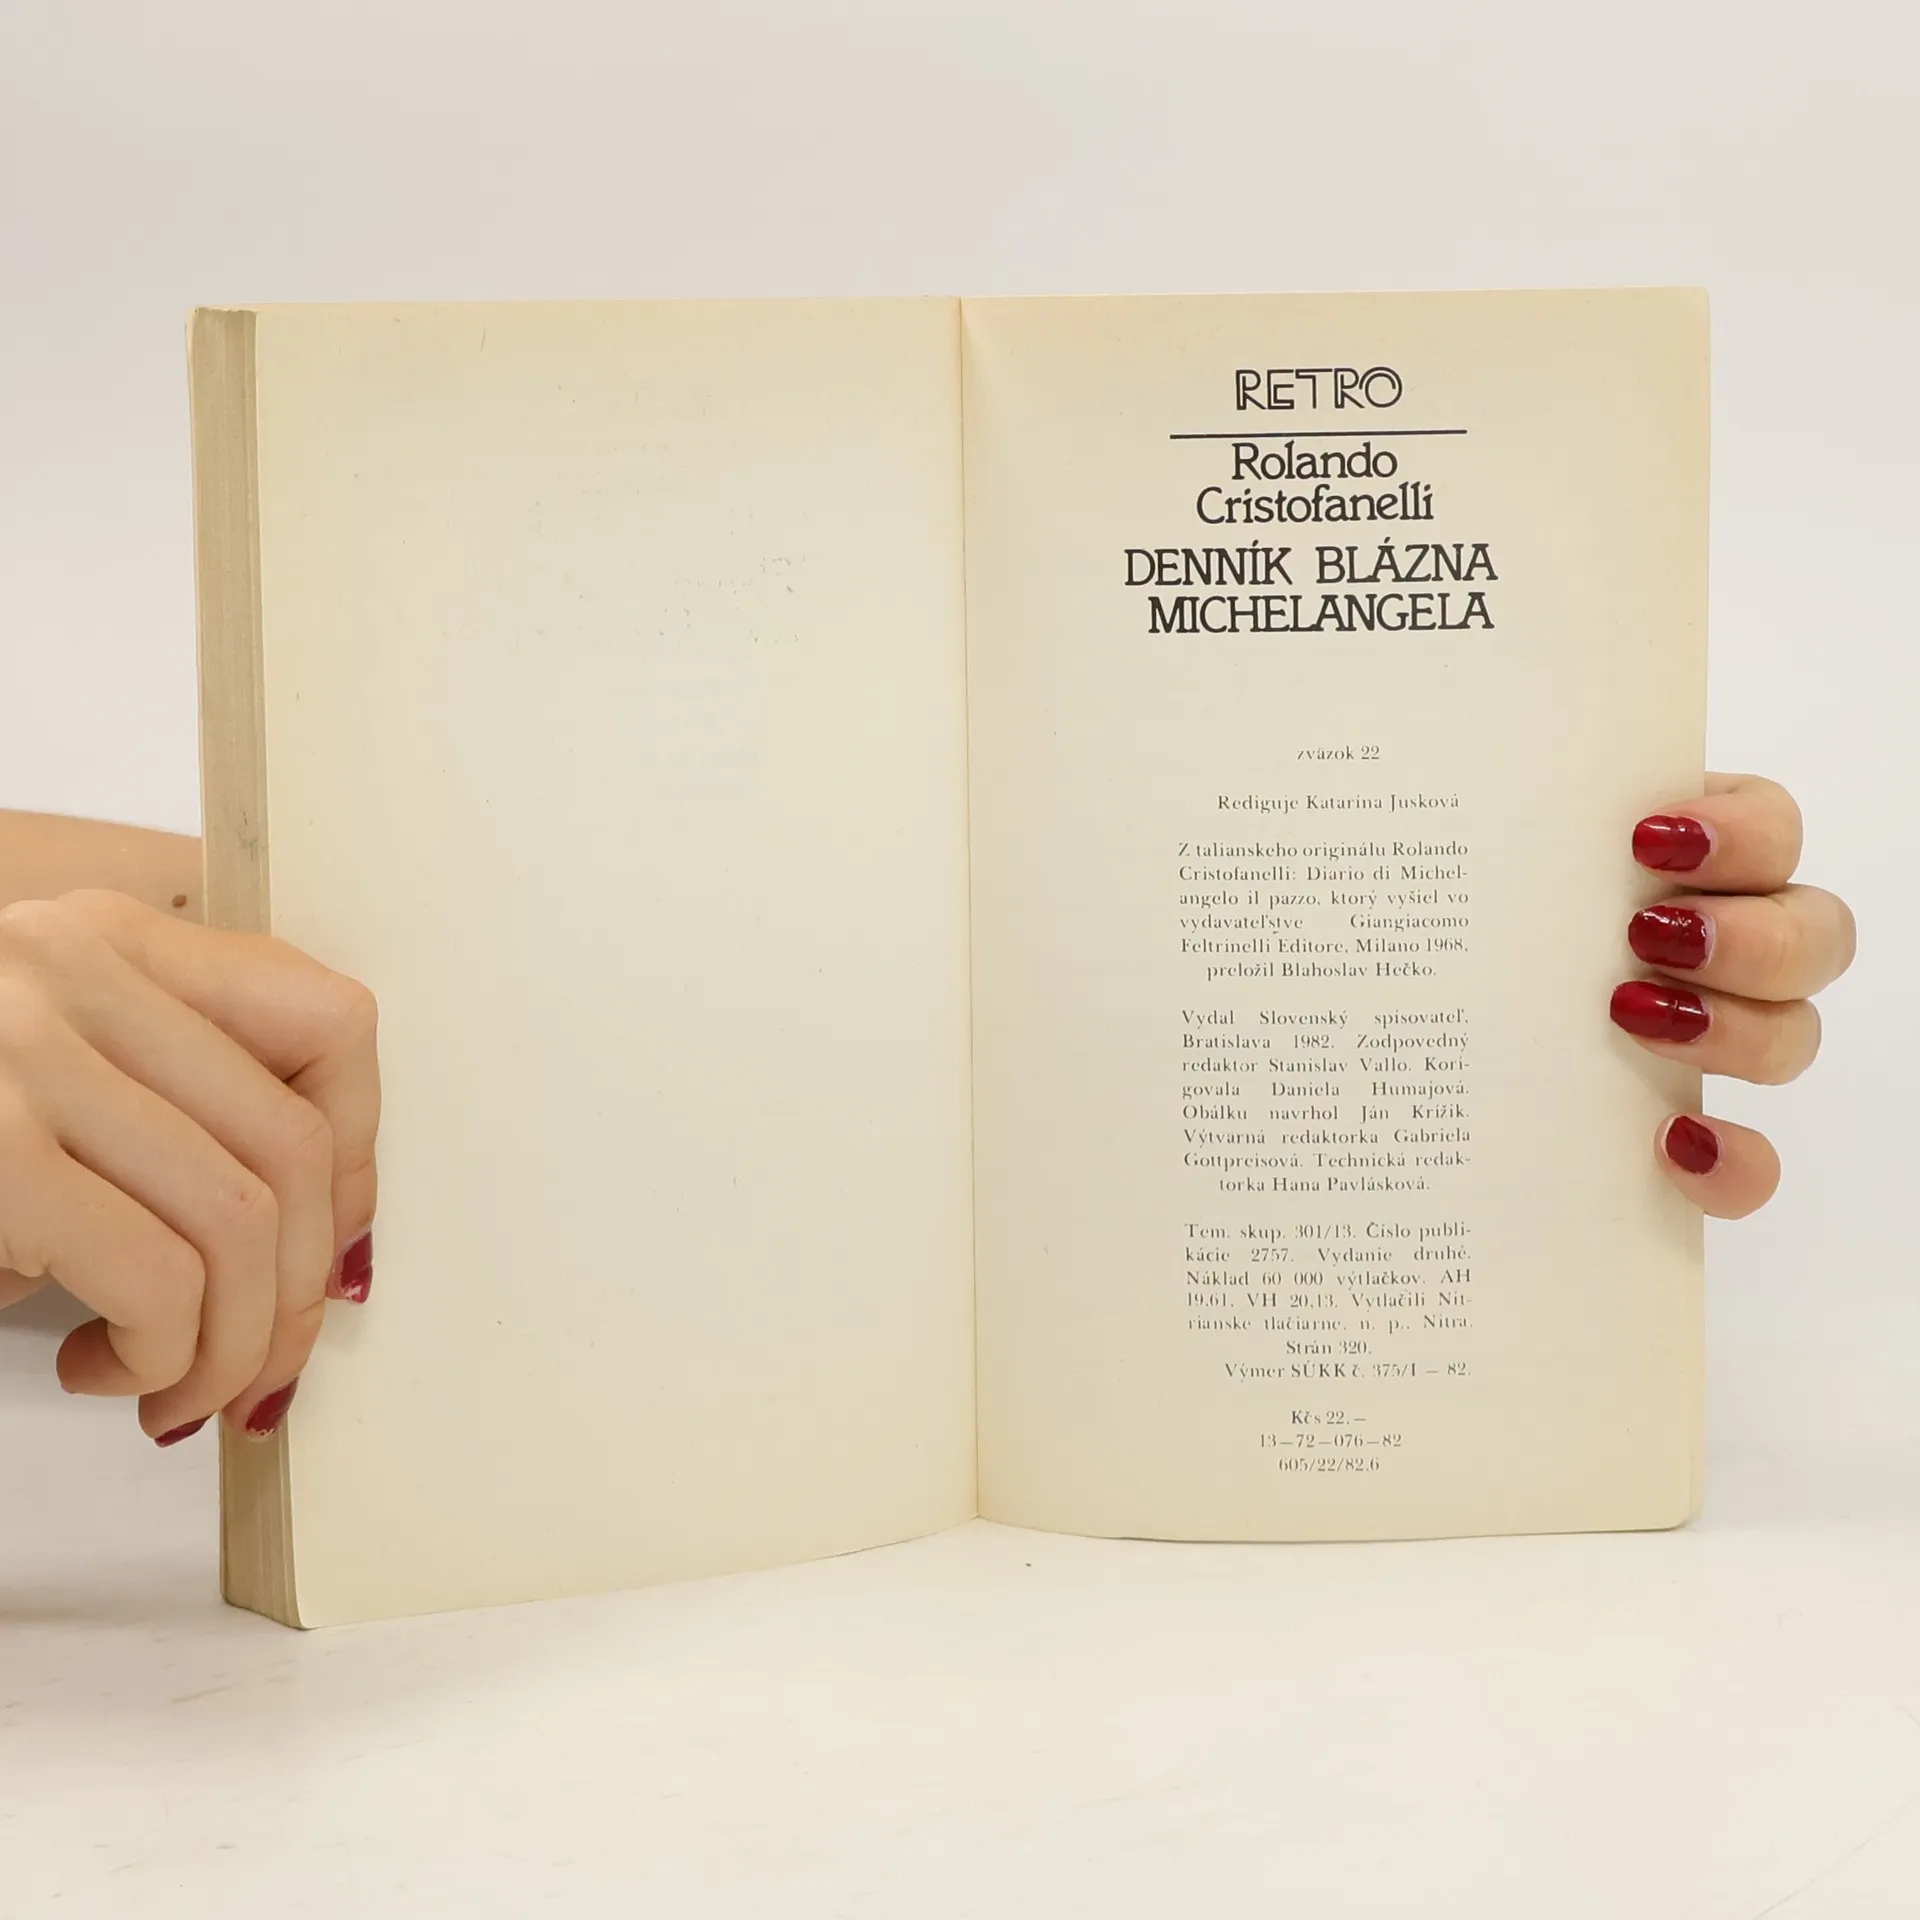 RETRO
Rolando
Cristofanelli
DENNÍK BLÁZNA
MICHELANGELA
zväzok 22
Rediguje Katarína Jusková
Z talianskeho originálu Rolando
Cristofanelli: Diario di Michel-
angelo il pazzo, ktorý vyšiel vo
vydavateľstve Giangiacomo
Feltrinelli Editore, Milano 1968,
preložil Blahoslav Hečko.
Vydal Slovenský spisovateľ,
Bratislava 1982. Zodpovedný
redaktor Stanislav Vallo. Kori-
govala Daniela Humajová.
Obálku navrhol Ján Krížik.
Výtvarná redaktorka Gabriela
Gottpreisová. Technická redak-
torka Hana Pavlásková.
Tem. skup. 301/13. Číslo publi-
kácie 2757. Vydanie druhé.
Náklad 60 000 výtlačkov. AH
19,61, VH 20,13. Vytlačili Nit-
rianske tlačiarne, n. p., Nitra.
Strán 320.
Výmer SÚKK č. 375/I — 82.
Kčs 22,—
13—72—076—82
605/22/82.6